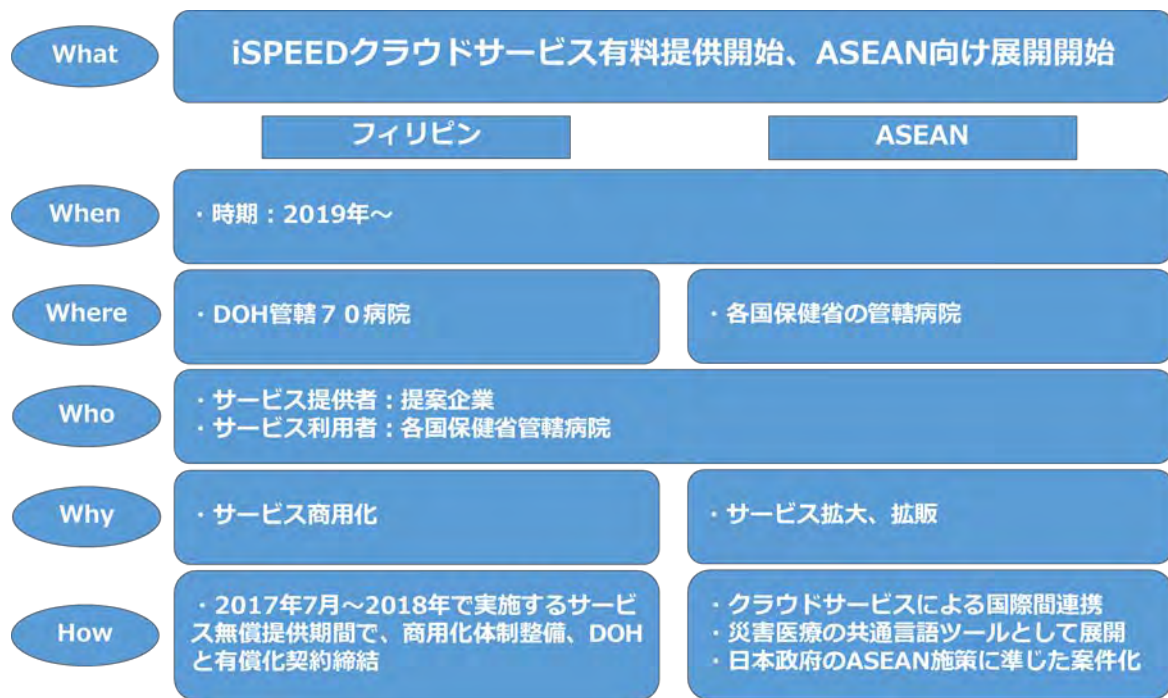 What
iSPEEDクラウドサービス有料提供開始、ASEAN向け展開開始
フィリピン
ASEAN
When
・時期：2019年～
Where
・DOH管轄７０病院
・各国保健省の管轄病院
Who
・サービス提供者：提案企業
・サービス利用者：各国保健省管轄病院
Why
・サービス商用化
・サービス拡大、拡販
How
・2017年7月～2018年で実施するサービ
ス無償提供期間で、商用化体制整備、DOH
と有償化契約締結
・クラウドサービスによる国際間連携
・災害医療の共通言語ツールとして展開
・日本政府のASEAN施策に準じた案件化